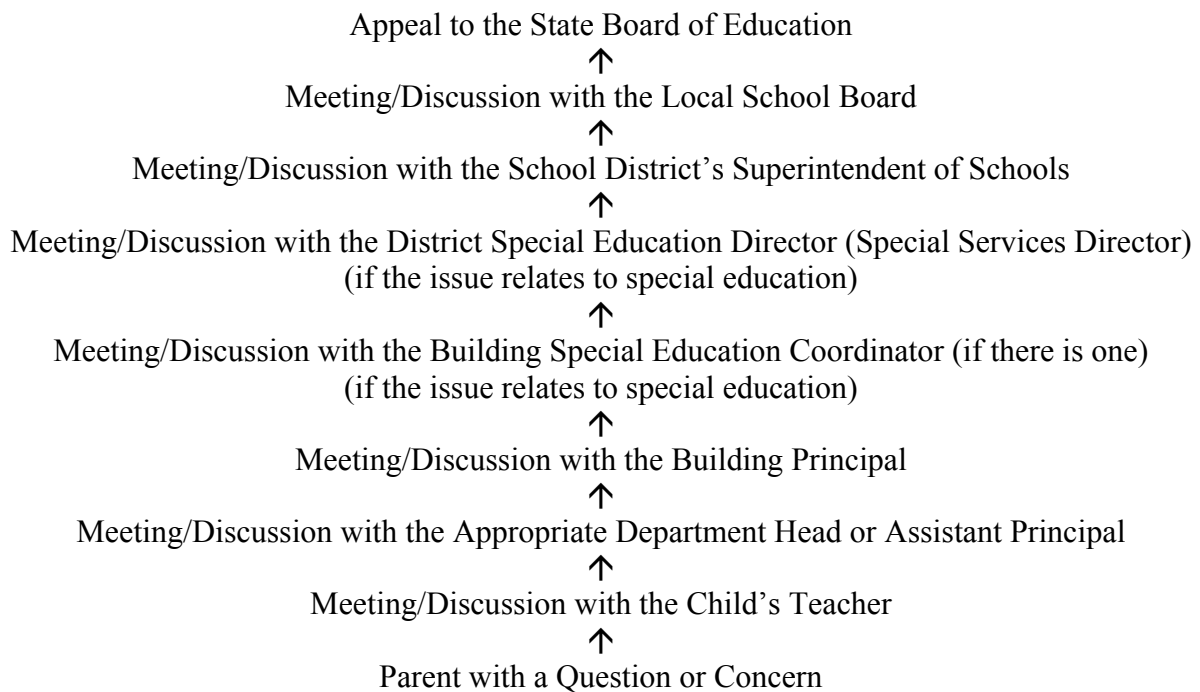 Appeal to the State Board of Education
↑
Meeting/Discussion with the Local School Board
↑
Meeting/Discussion with the School District’s Superintendent of Schools
↑
Meeting/Discussion with the District Special Education Director (Special Services Director)
(if the issue relates to special education)
↑
Meeting/Discussion with the Building Special Education Coordinator (if there is one)
(if the issue relates to special education)
↑
Meeting/Discussion with the Building Principal
↑
Meeting/Discussion with the Appropriate Department Head or Assistant Principal
↑
Meeting/Discussion with the Child’s Teacher
↑
Parent with a Question or Concern